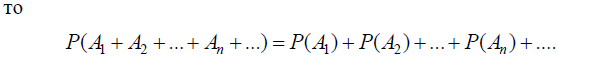 то
P(A₁ + A₂ + ... + Aₙ + ...) = P(A₁) + P(A₂) + ... + P(Aₙ) + ....